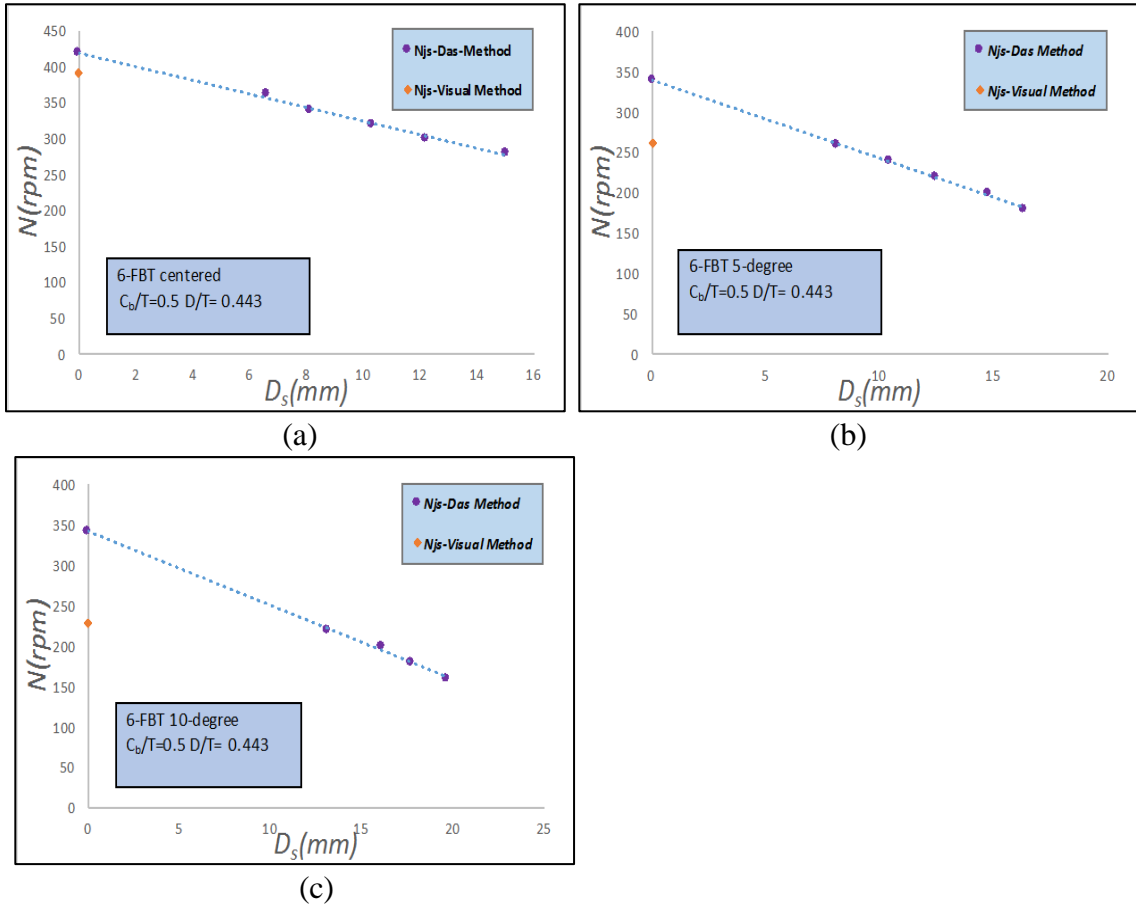 450
400
350
300
250
200
150
100
50
0
N(rpm)
Njs-Das-Method
Njs-Visual Method
6-FBT centered
Cb/T=0.5 D/T= 0.443
0 2 4 6 8 10 12 14 16
Ds(mm)
(a)
400
350
300
250
200
150
100
50
0
N(rpm)
Njs-Das Method
Njs-Visual Method
6-FBT 5-degree
Cb/T=0.5 D/T= 0.443
0 5 10 15 20
Ds(mm)
(b)
400
350
300
250
200
150
100
50
0
N(rpm)
Njs-Das Method
Njs-Visual Method
6-FBT 10-degree
Cb/T=0.5 D/T= 0.443
0 5 10 15 20 25
Ds(mm)
(c)